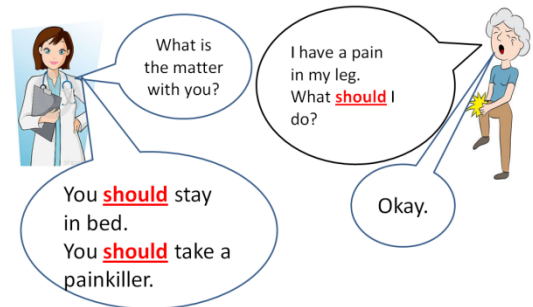 What is
the matter
with you?
I have a pain
in my leg.
What should I
do?
You should stay
in bed.
You should take a
painkiller.
Okay.